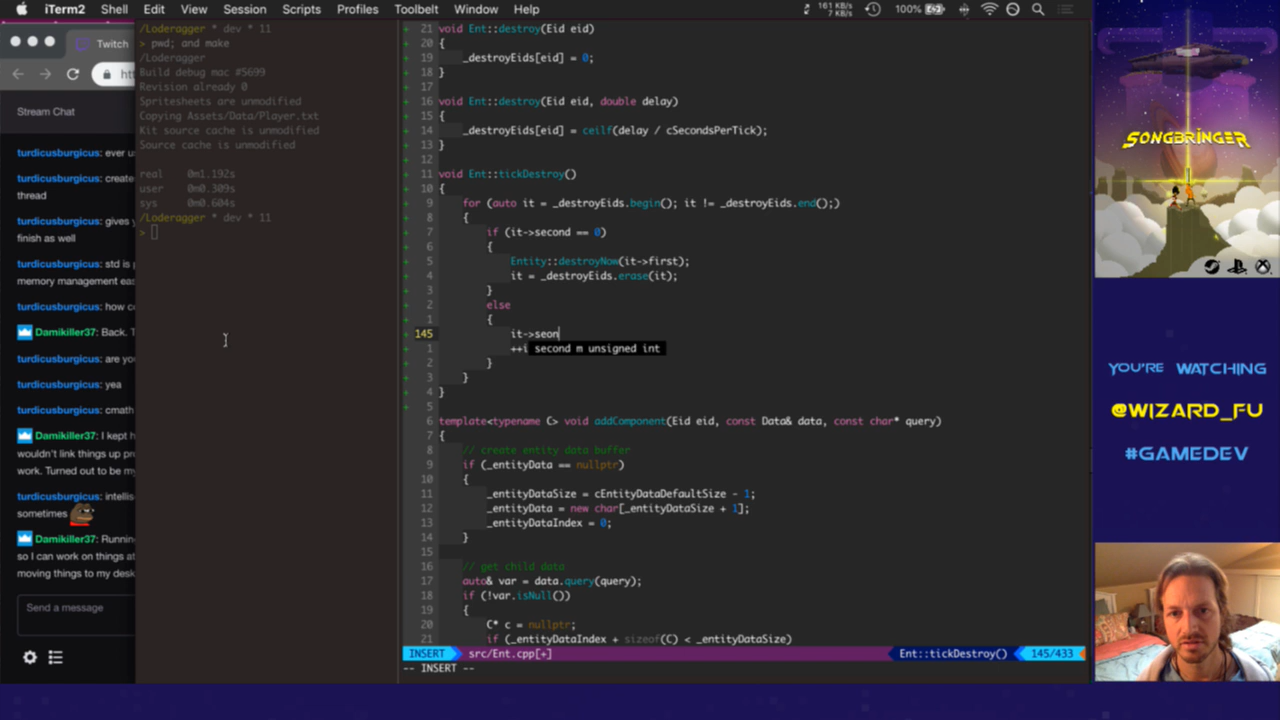 iTerm2 Shell Edit View Session Scripts Profiles Toolbelt Window Help
161 KB/s
7 KB/s
100%
Twitch
Stream Chat
turdicusburgicus: ever us
turdicusburgicus: create
thread
turdicusburgicus: gives y
finish as well
turdicusburgicus: std is p
memory management eas
turdicusburgicus: how co
Damikiller37: Back. T
turdicusburgicus: are you
turdicusburgicus: yea
turdicusburgicus: cmath
Damikiller37: I kept h
wouldn't link things up pro
work. Turned out to be my
turdicusburgicus: intellis
sometimes
Damikiller37: Runnin
so I can work on things at
moving things to my desk
Send a message
/Loderagger * dev * 11
> pwd; and make
/Loderagger
Build debug mac #5699
Revision already 0
Spritesheets are unmodified
Copying Assets/Data/Player.txt
Kit source cache is unmodified
Source cache is unmodified
real 0m1.192s
user 0m0.309s
sys 0m0.604s
/Loderagger * dev * 11
>
+ 21 void Ent::destroy(Eid eid)
+ 20 {
+ 19 _destroyEids[eid] = 0;
+ 18 }
+ 17
+ 16 void Ent::destroy(Eid eid, double delay)
+ 15 {
+ 14 _destroyEids[eid] = ceilf(delay / cSecondsPerTick);
+ 13 }
+ 12
+ 11 void Ent::tickDestroy()
+ 10 {
+ 9 for (auto it = _destroyEids.begin(); it != _destroyEids.end();)
+ 8 {
+ 7 if (it->second == 0)
+ 6 {
+ 5 Entity::destroyNow(it->first);
+ 4 it = _destroyEids.erase(it);
+ 3 }
+ 2 else
+ 1 {
145 it->seon
+ 1 ++i second m unsigned int
+ 2 }
+ 3 }
+ 4 }
+ 5
6 template<typename C> void addComponent(Eid eid, const Data& data, const char* query)
7 {
8 // create entity data buffer
9 if (_entityData == nullptr)
10 {
11 _entityDataSize = cEntityDataDefaultSize - 1;
12 _entityData = new char[_entityDataSize + 1];
13 _entityDataIndex = 0;
14 }
15
16 // get child data
17 auto& var = data.query(query);
18 if (!var.isNull())
19 {
20 C* c = nullptr;
21 if (_entityDataIndex + sizeof(C) < _entityDataSize)
INSERT src/Ent.cpp[+] Ent::tickDestroy() 145/433
-- INSERT --
SONGBRINGER
YOU'RE WATCHING
@WIZARD_FU
#GAMEDEV